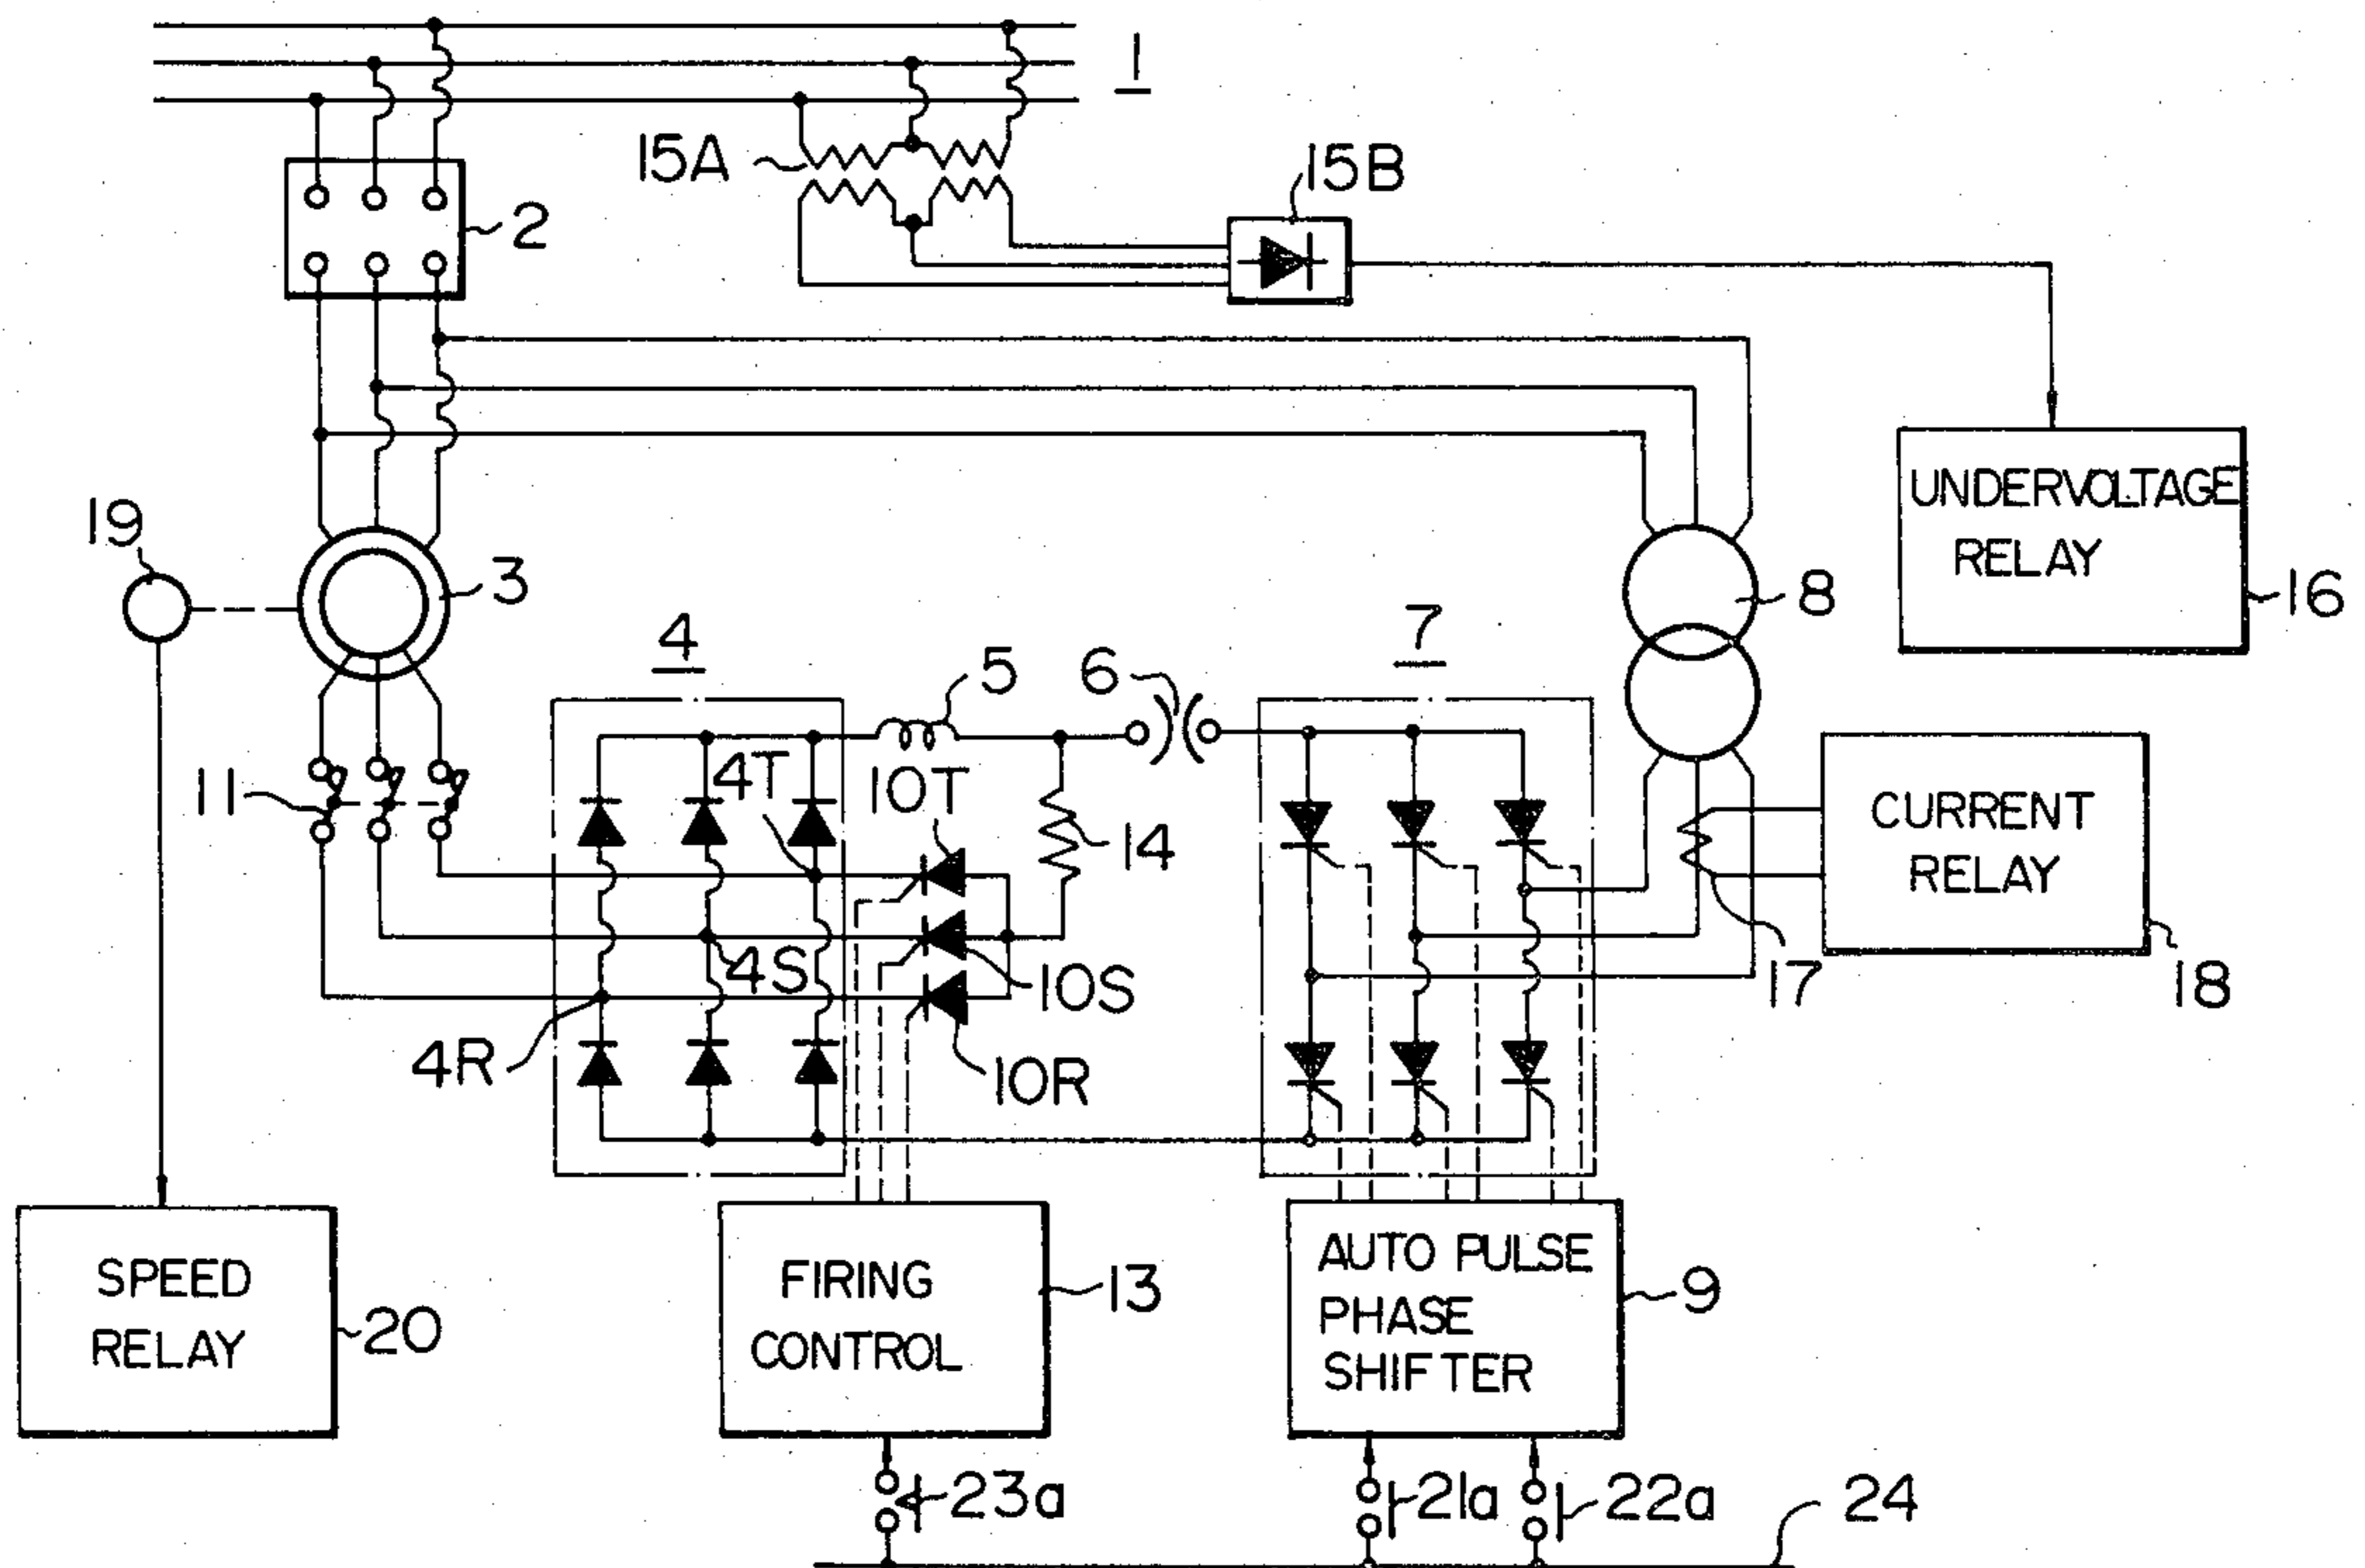 1
15A
15B
2
UNDERVOLTAGE
RELAY
16
19
3
8
4
5
6
7
11
4T
10T
14
CURRENT
RELAY
17
18
4S
10S
4R
10R
SPEED
RELAY
20
FIRING
CONTROL
13
AUTO PULSE
PHASE
SHIFTER
9
23a
21a
22a
24